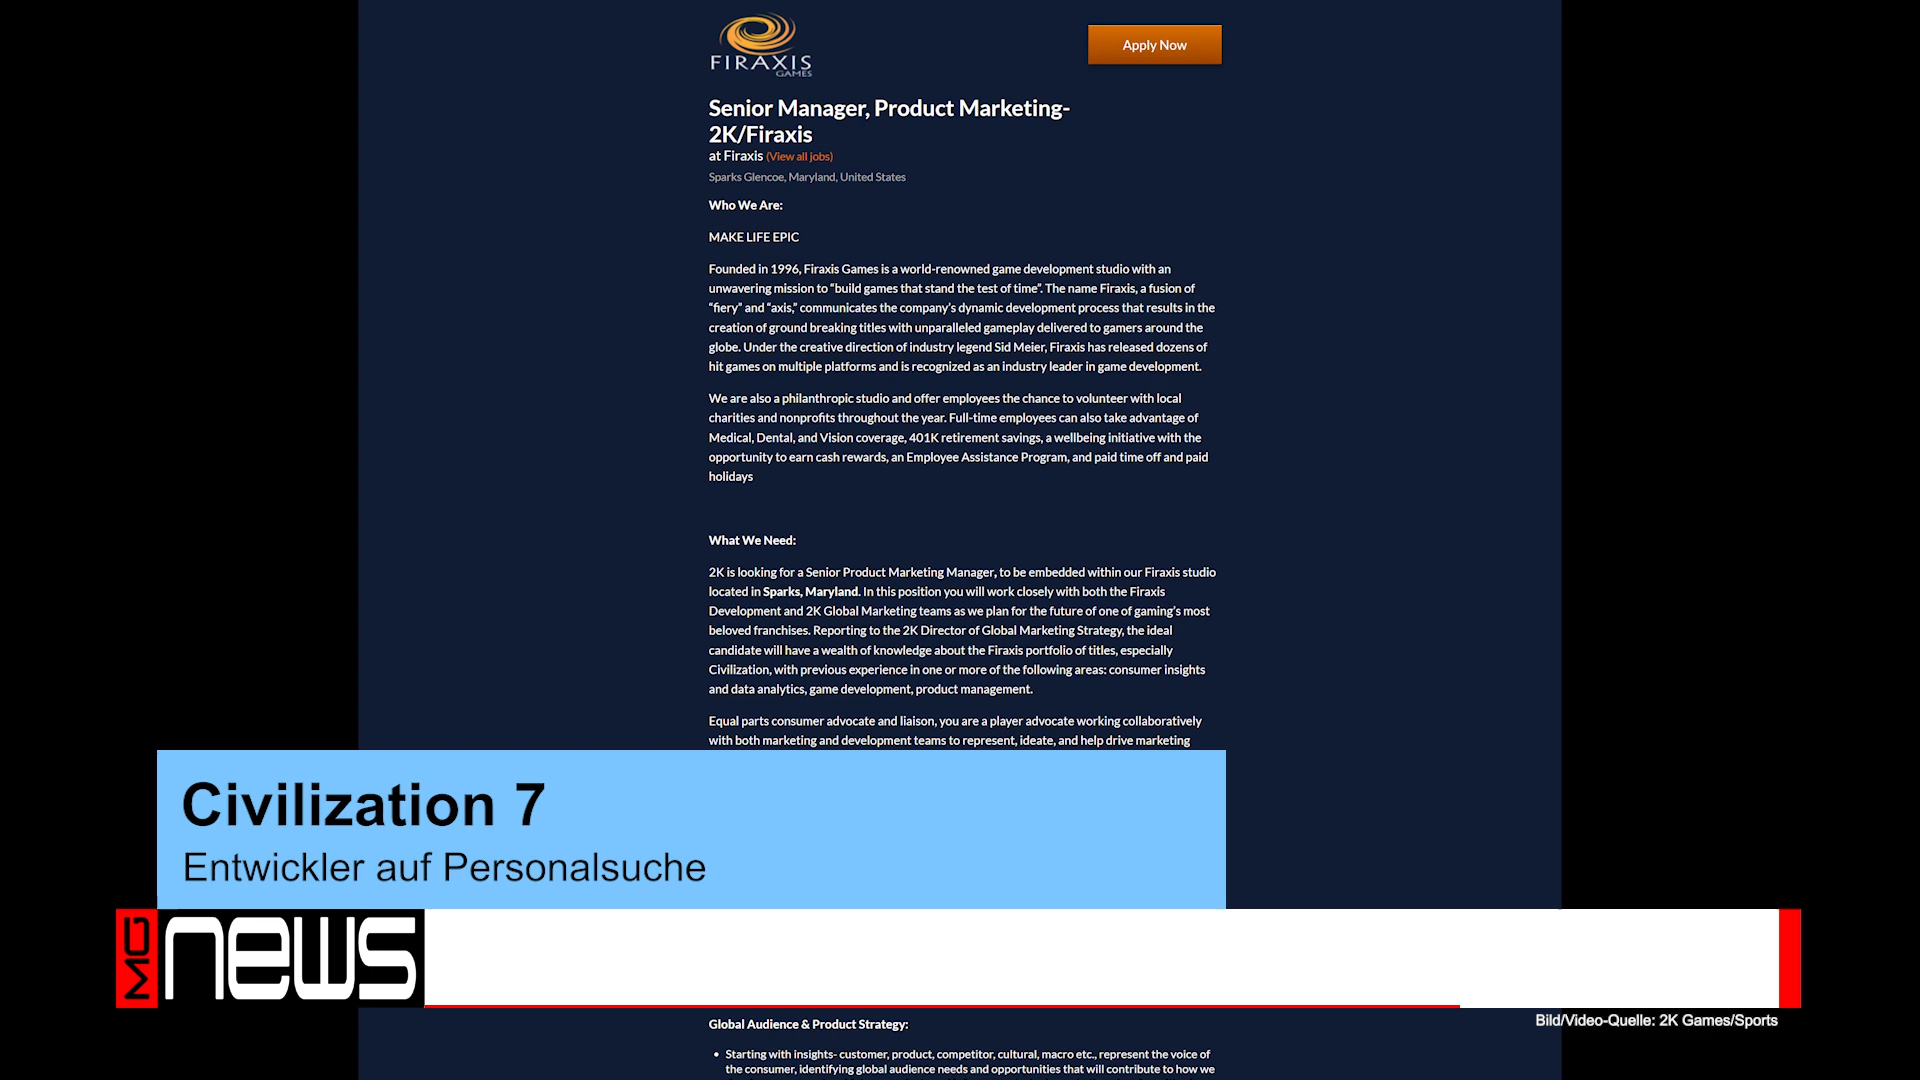 FIRAXIS
GAMES
Apply Now
Senior Manager, Product Marketing-
2K/Firaxis
at Firaxis (View all jobs)
Sparks Glencoe, Maryland, United States
Who We Are:
MAKE LIFE EPIC
Founded in 1996, Firaxis Games is a world-renowned game development studio with an
unwavering mission to “build games that stand the test of time”. The name Firaxis, a fusion of
“fiery” and “axis,” communicates the company’s dynamic development process that results in the
creation of ground breaking titles with unparalleled gameplay delivered to gamers around the
globe. Under the creative direction of industry legend Sid Meier, Firaxis has released dozens of
hit games on multiple platforms and is recognized as an industry leader in game development.
We are also a philanthropic studio and offer employees the chance to volunteer with local
charities and nonprofits throughout the year. Full-time employees can also take advantage of
Medical, Dental, and Vision coverage, 401K retirement savings, a wellbeing initiative with the
opportunity to earn cash rewards, an Employee Assistance Program, and paid time off and paid
holidays
What We Need:
2K is looking for a Senior Product Marketing Manager, to be embedded within our Firaxis studio
located in Sparks, Maryland. In this position you will work closely with both the Firaxis
Development and 2K Global Marketing teams as we plan for the future of one of gaming’s most
beloved franchises. Reporting to the 2K Director of Global Marketing Strategy, the ideal
candidate will have a wealth of knowledge about the Firaxis portfolio of titles, especially
Civilization, with previous experience in one or more of the following areas: consumer insights
and data analytics, game development, product management.
Equal parts consumer advocate and liaison, you are a player advocate working collaboratively
with both marketing and development teams to represent, ideate, and help drive marketing
Civilization 7
Entwickler auf Personalsuche
MG news
Bild/Video-Quelle: 2K Games/Sports
Global Audience & Product Strategy:
• Starting with insights- customer, product, competitor, cultural, macro etc., represent the voice of
the consumer, identifying global audience needs and opportunities that will contribute to how we